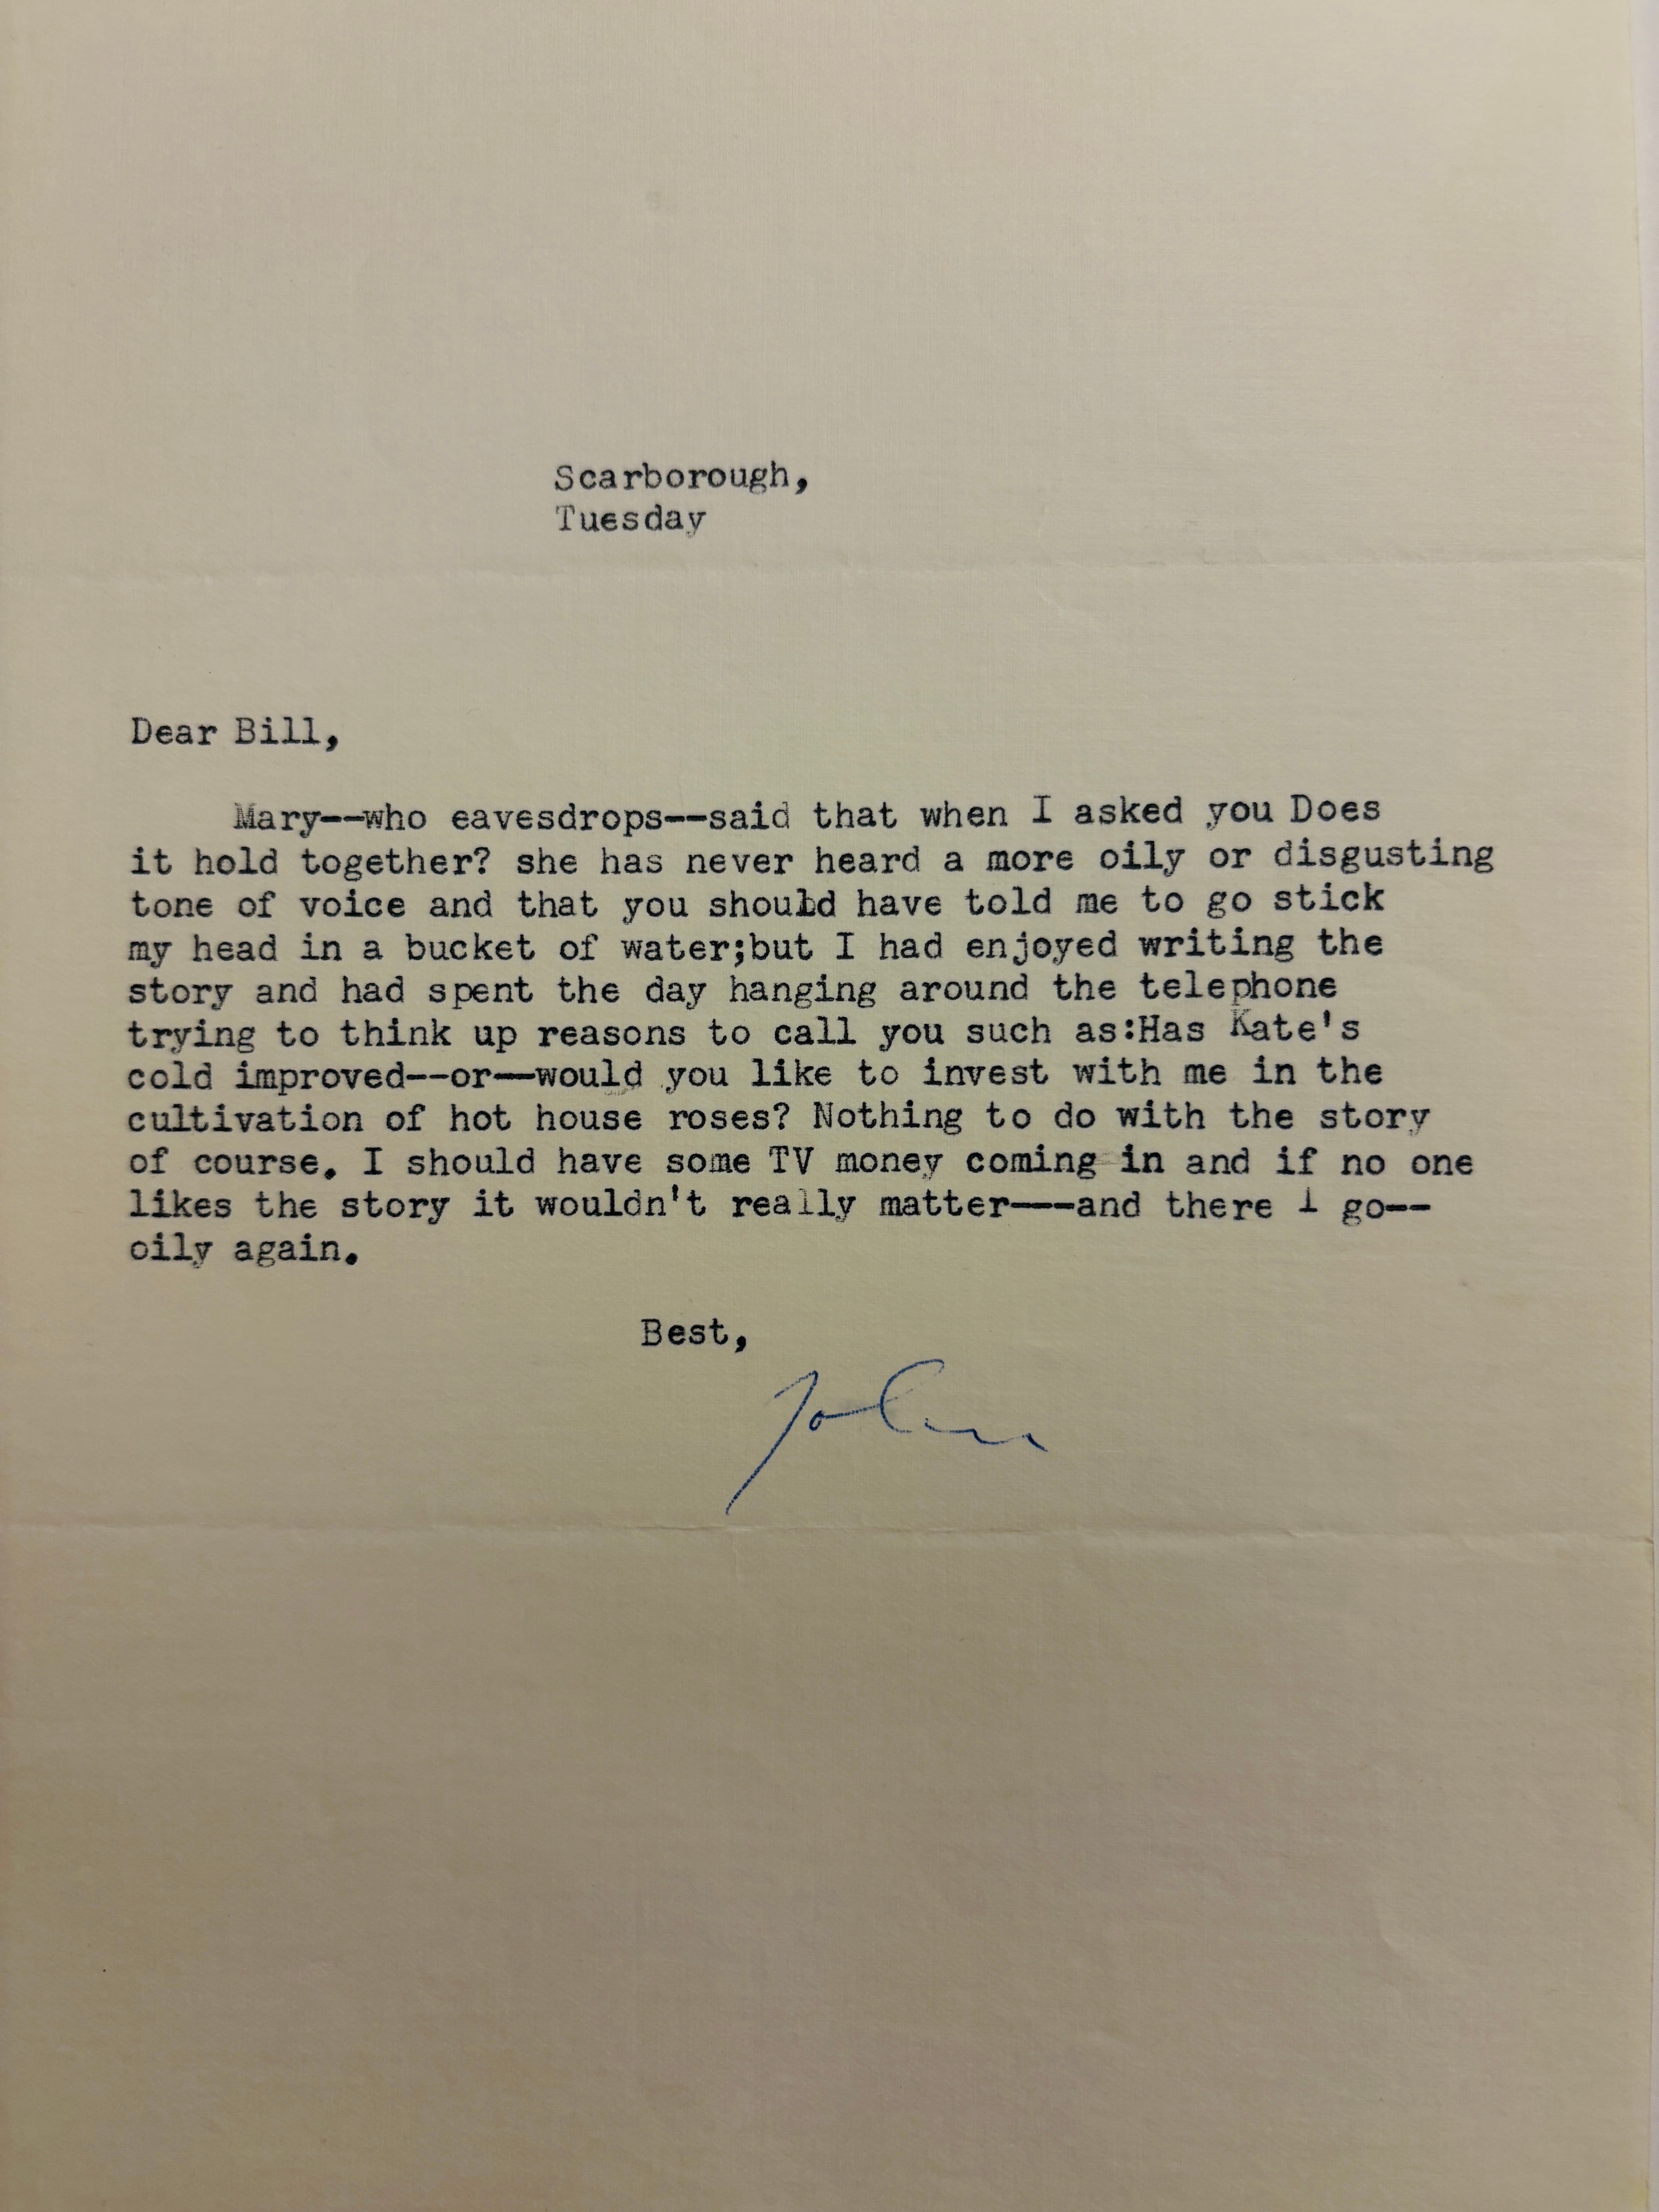 Scarborough,
Tuesday
Dear Bill,
Mary--who eavesdrops--said that when I asked you Does
it hold together? she has never heard a more oily or disgusting
tone of voice and that you should have told me to go stick
my head in a bucket of water;but I had enjoyed writing the
story and had spent the day hanging around the telephone
trying to think up reasons to call you such as:Has Kate's
cold improved--or--would you like to invest with me in the
cultivation of hot house roses? Nothing to do with the story
of course. I should have some TV money coming in and if no one
likes the story it wouldn't really matter---and there I go--
oily again.
Best,
John